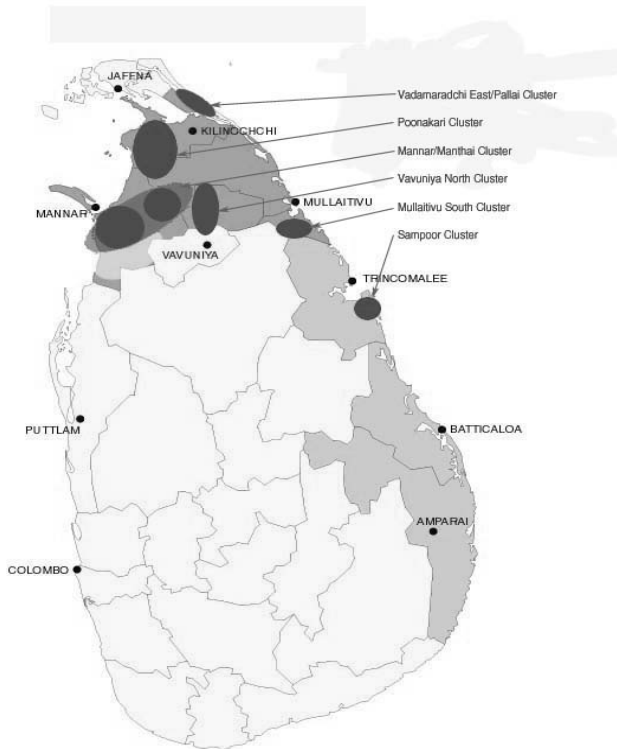 JAFFNA
Vadamaradchi East/Pallai Cluster
Poonakari Cluster
KILINOCHCHI
Mannar/Manthai Cluster
Vavuniya North Cluster
MULLAITIVU
Mullaitivu South Cluster
MANNAR
Sampoor Cluster
VAVUNIYA
TRINCOMALEE
PUTTLAM
BATTICALOA
AMPARAI
COLOMBO